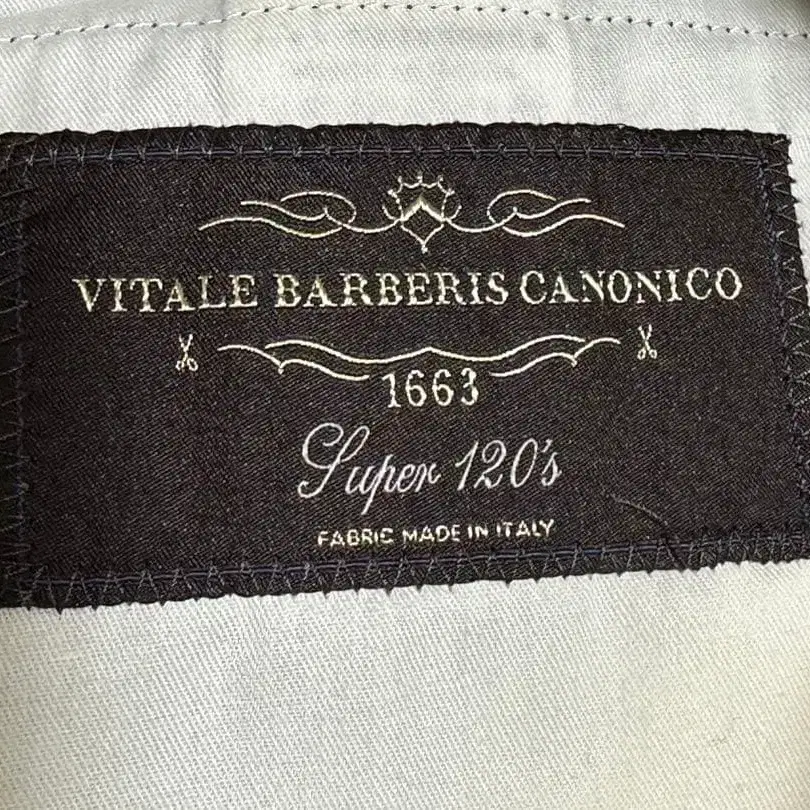 VITALE BARBERIS CANONICO
1663
Super 120's
FABRIC MADE IN ITALY